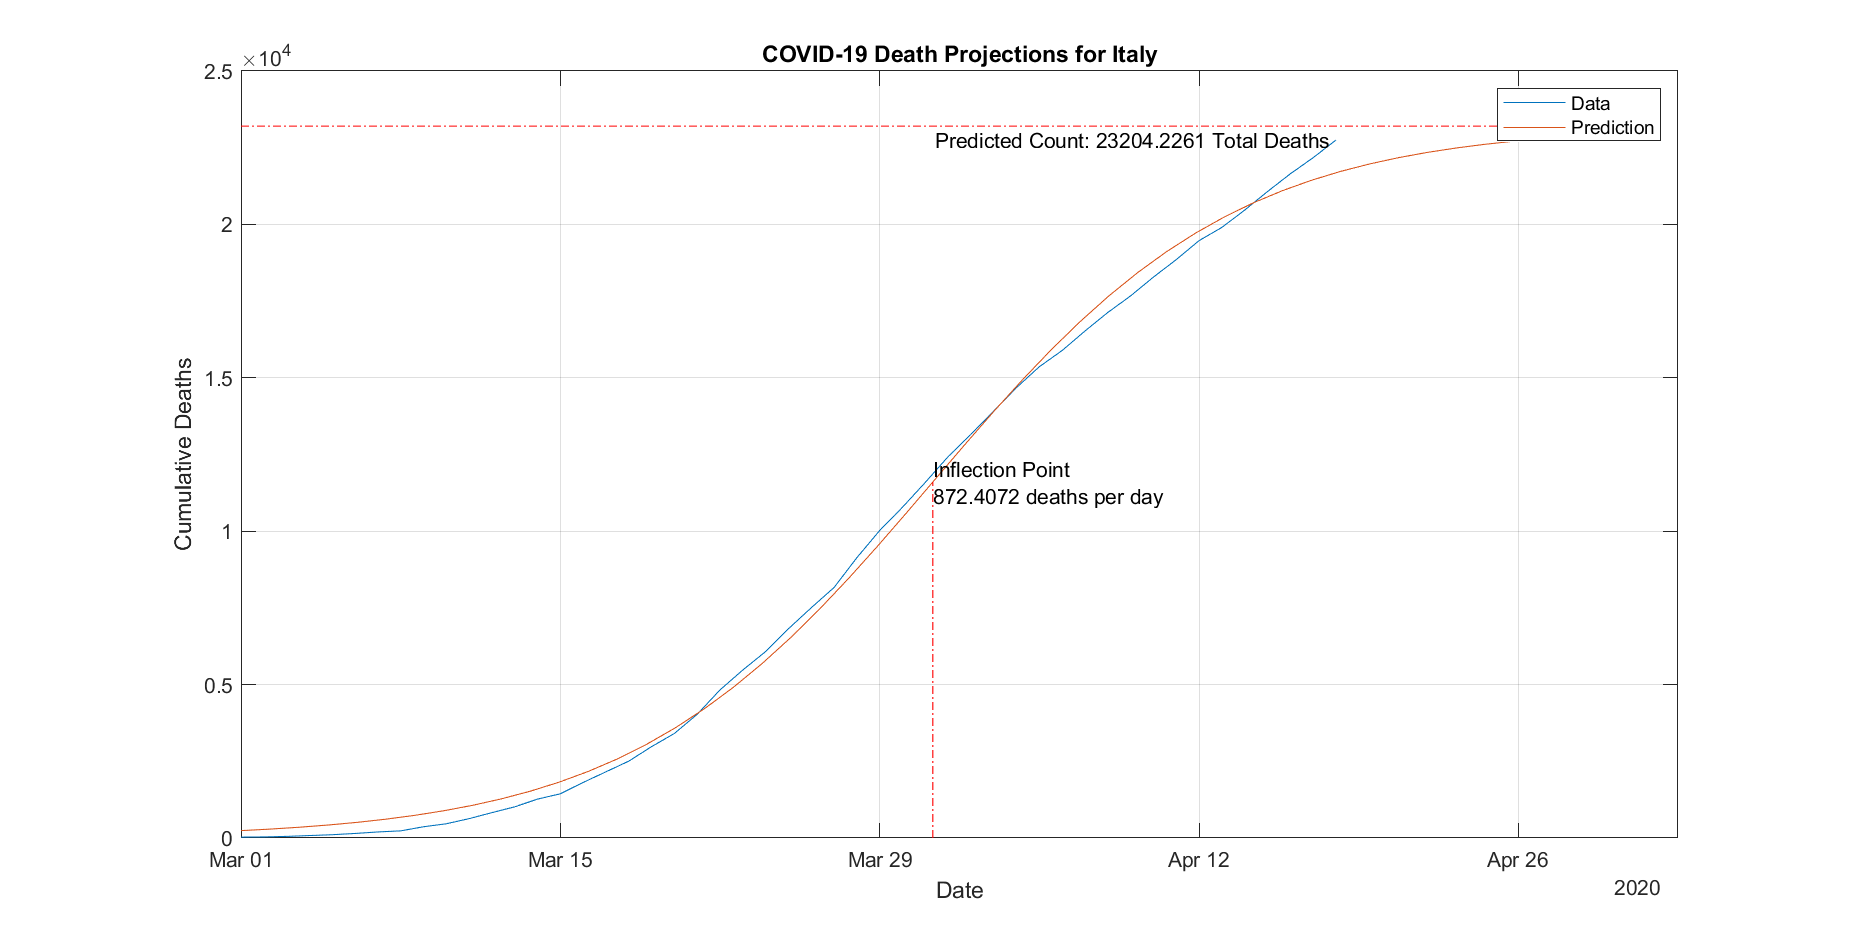 COVID-19 Death Projections for Italy
×10^4
2.5
2
1.5
1
0.5
0
Cumulative Deaths
Data
Prediction
Predicted Count: 23204.2261 Total Deaths
Inflection Point
872.4072 deaths per day
Mar 01 Mar 15 Mar 29 Apr 12 Apr 26
Date
2020